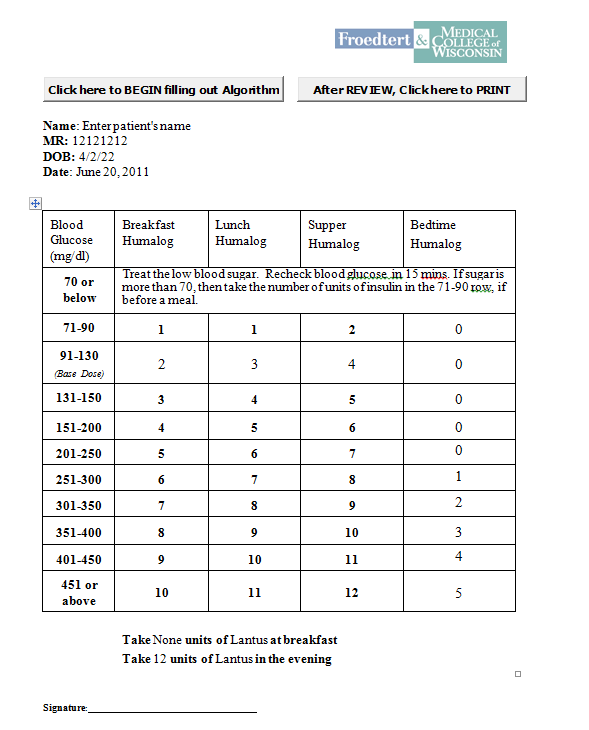 Froedtert & MEDICAL
COLLEGE of
WISCONSIN
Click here to BEGIN filling out Algorithm
After REVIEW, Click here to PRINT
Name: Enter patient's name
MR: 12121212
DOB: 4/2/22
Date: June 20, 2011
Blood Glucose (mg/dl) Breakfast Humalog Lunch Humalog Supper Humalog Bedtime Humalog
70 or below Treat the low blood sugar. Recheck blood glucose in 15 mins. If sugar is
more than 70, then take the number of units of insulin in the 71-90 row, if
before a meal.
71-90 1 1 2 0
91-130 (Base Dose) 2 3 4 0
131-150 3 4 5 0
151-200 4 5 6 0
201-250 5 6 7 0
251-300 6 7 8 1
301-350 7 8 9 2
351-400 8 9 10 3
401-450 9 10 11 4
451 or above 10 11 12 5
Take None units of Lantus at breakfast
Take 12 units of Lantus in the evening
Signature: